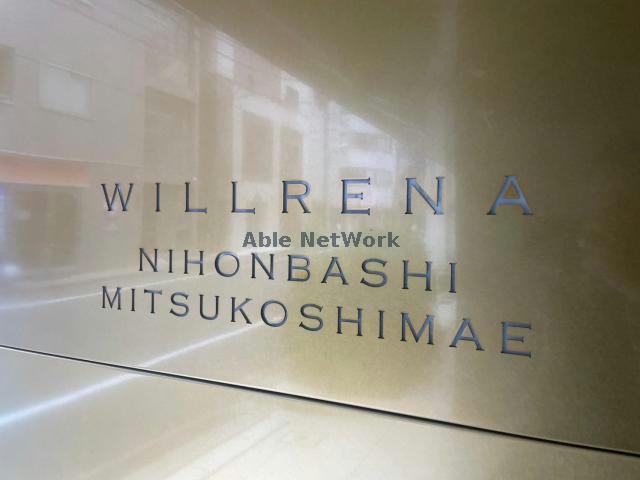 WILLRENA
Able NetWork
NIHONBASHI
MITSUKOSHIMAE